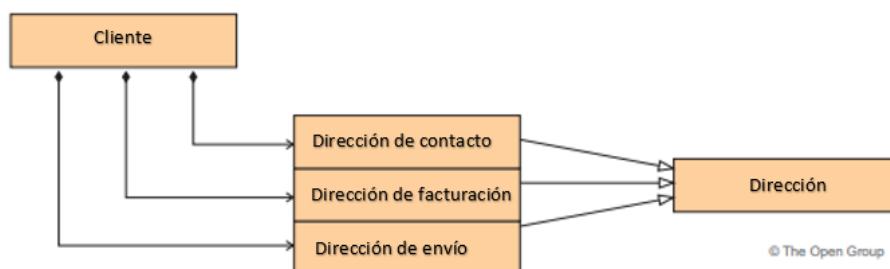 Cliente
Dirección de contacto
Dirección de facturación
Dirección de envío
Dirección
© The Open Group